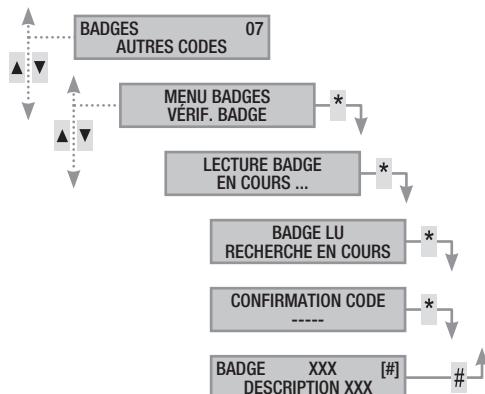 BADGES 07
AUTRES CODES
▲ ▼
MENU BADGES
VÉRIF. BADGE
*
▲ ▼
LECTURE BADGE
EN COURS ...
*
BADGE LU
RECHERCHE EN COURS
*
CONFIRMATION CODE
-----
*
BADGE XXX [#]
DESCRIPTION XXX
#